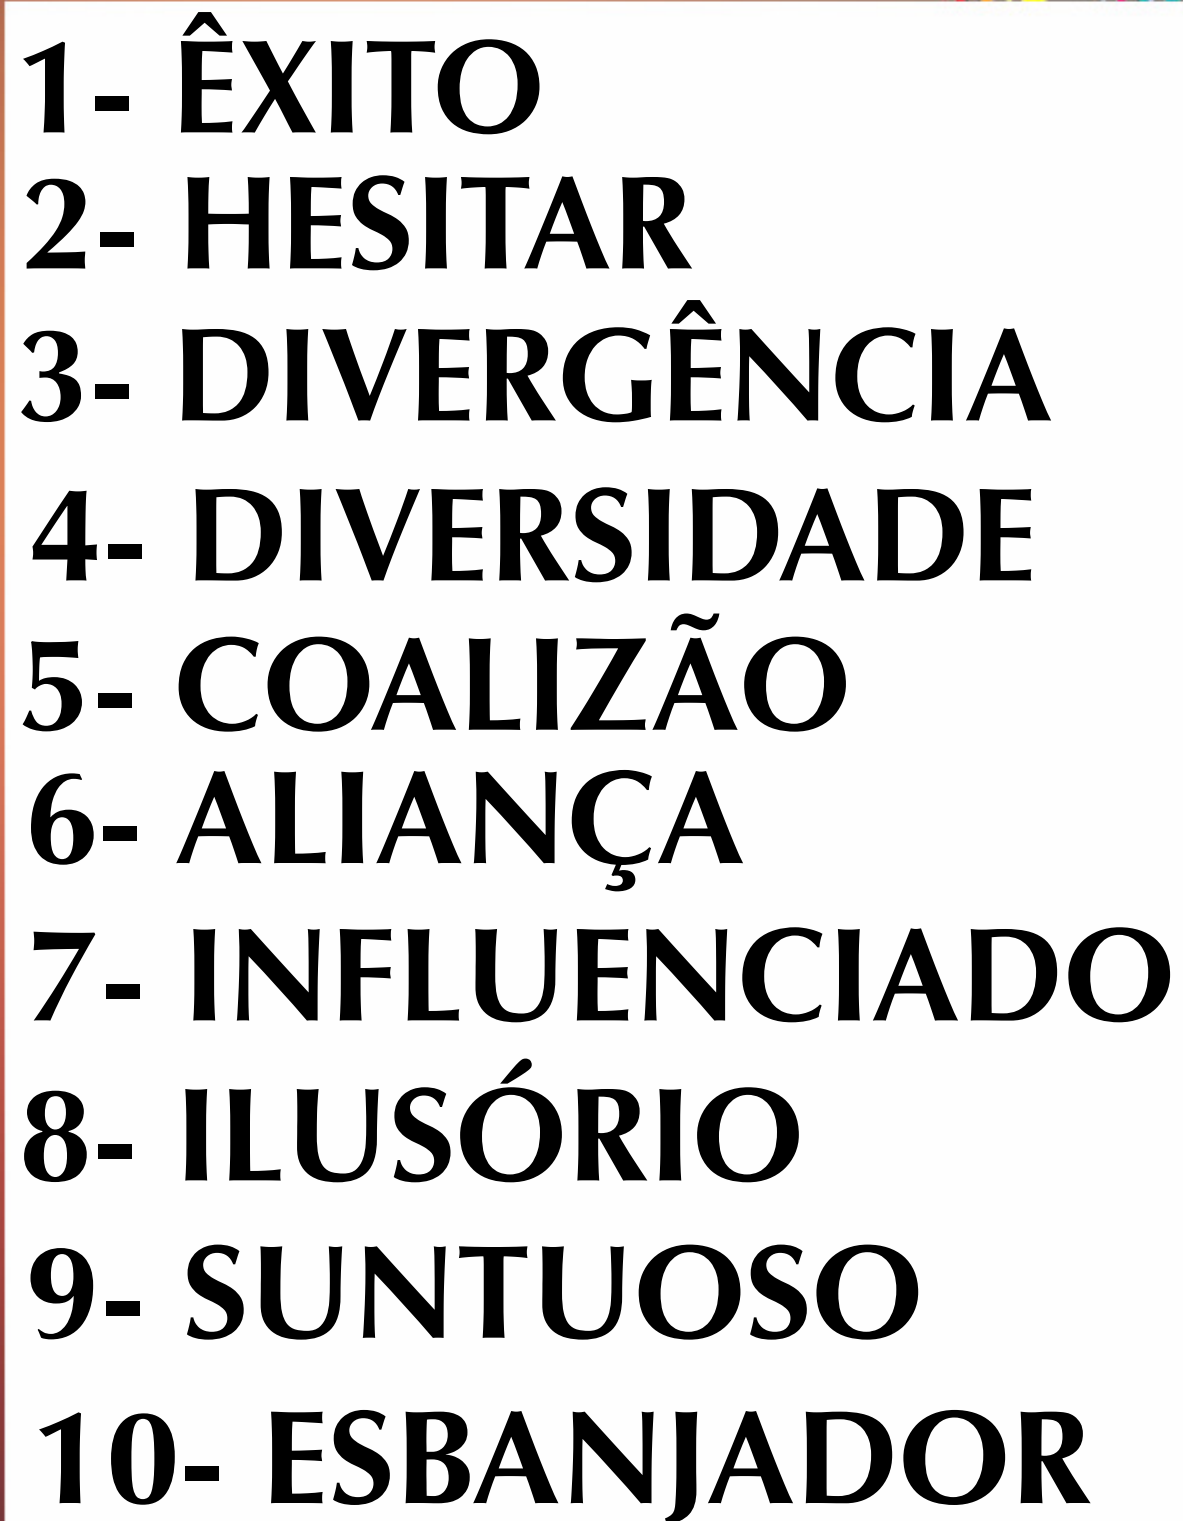 1- ÊXITO
2- HESITAR
3- DIVERGÊNCIA
4- DIVERSIDADE
5- COALIZÃO
6- ALIANÇA
7- INFLUENCIADO
8- ILUSÓRIO
9- SUNTUOSO
10- ESBANJADOR